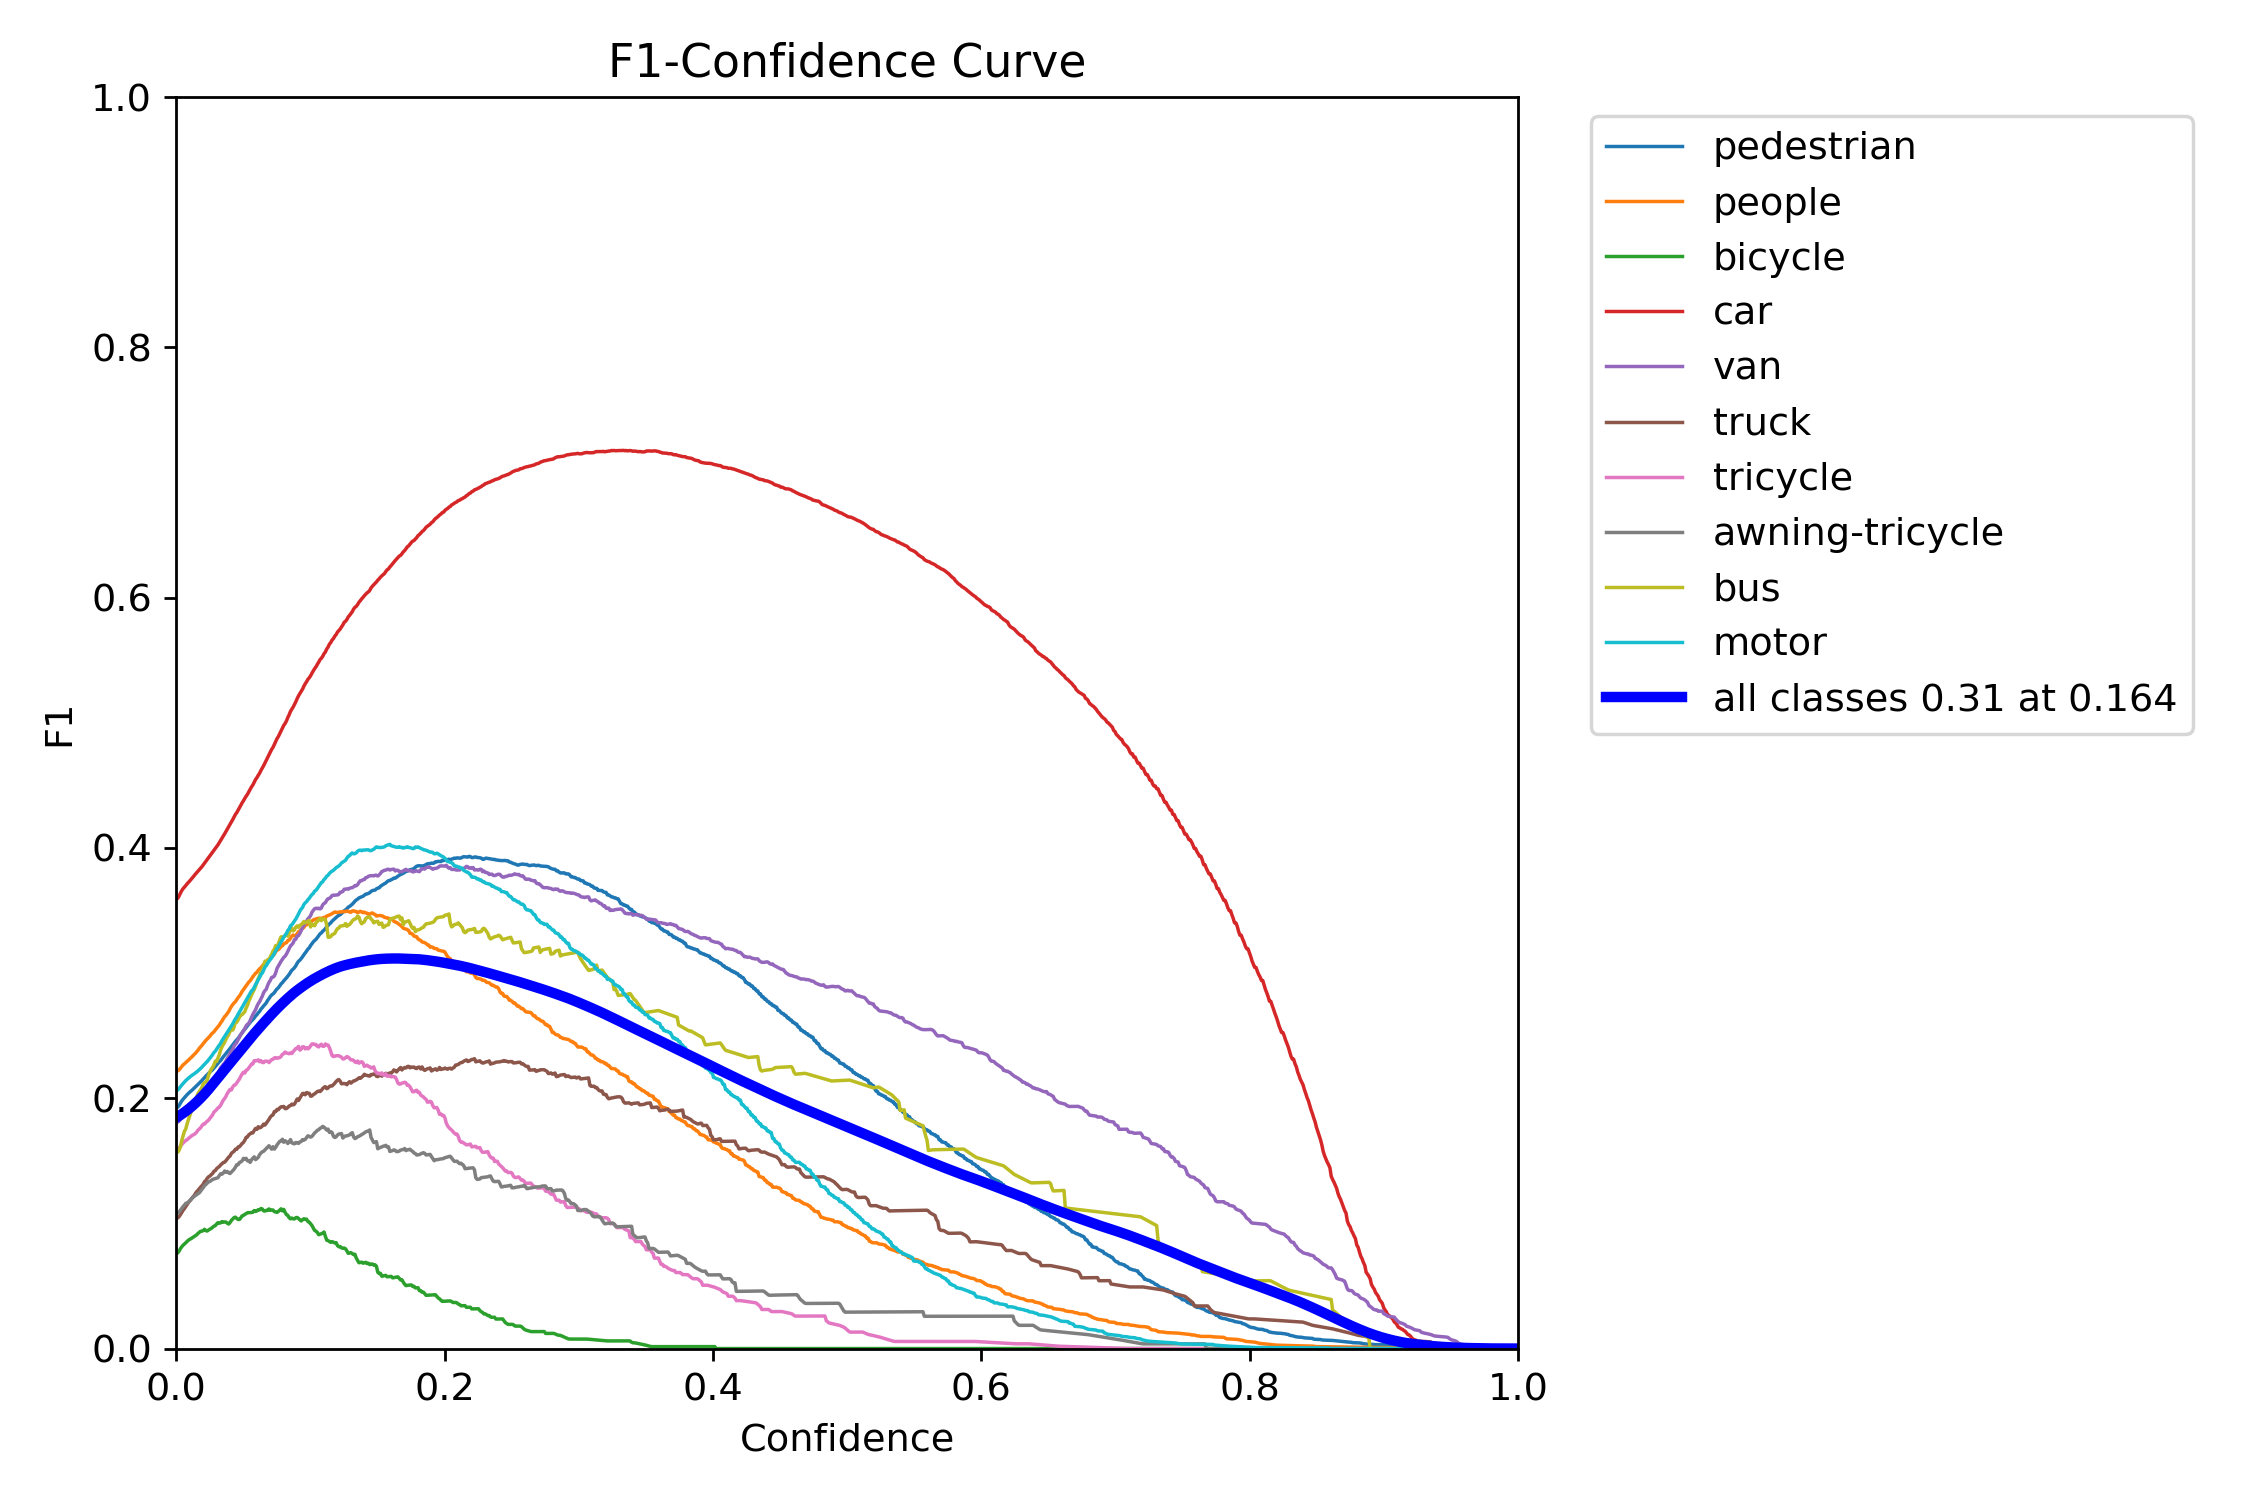 F1-Confidence Curve
1.0
0.8
0.6
0.4
0.2
0.0
F1
0.0 0.2 0.4 0.6 0.8 1.0
Confidence
pedestrian
people
bicycle
car
van
truck
tricycle
awning-tricycle
bus
motor
all classes 0.31 at 0.164